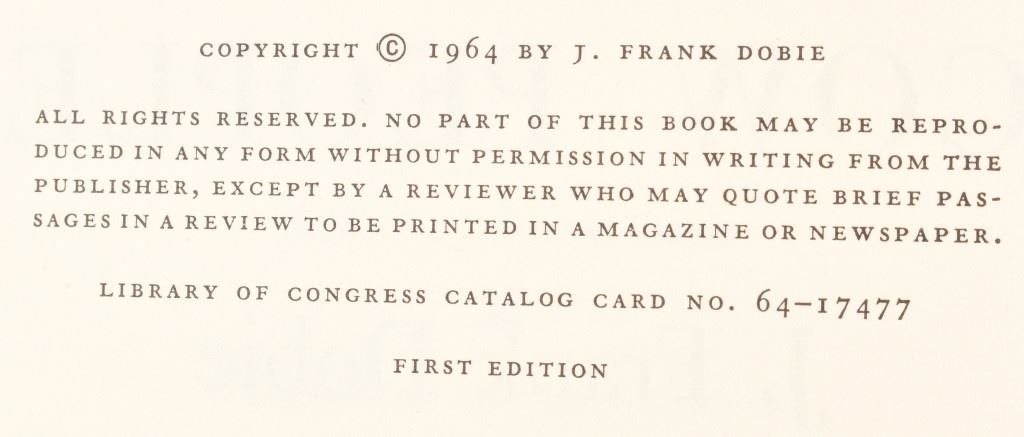 COPYRIGHT © 1964 BY J. FRANK DOBIE
ALL RIGHTS RESERVED. NO PART OF THIS BOOK MAY BE REPRO-
DUCED IN ANY FORM WITHOUT PERMISSION IN WRITING FROM THE
PUBLISHER, EXCEPT BY A REVIEWER WHO MAY QUOTE BRIEF PAS-
SAGES IN A REVIEW TO BE PRINTED IN A MAGAZINE OR NEWSPAPER.
LIBRARY OF CONGRESS CATALOG CARD NO. 64–17477
FIRST EDITION